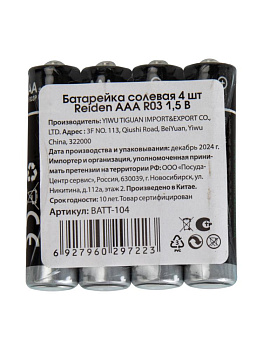 Батарейка солевая 4 шт
Reiden AAA R03 1,5 В
Производитель: YIWU TIGUAN IMPORT&EXPORT CO.,
LTD. Адрес : 3F NO. 113, Qiushi Road, BeiYuan, Yiwu
China, 322000
Дата производства и упаковывания: декабрь 2024 г.
Импортер и организация, уполномоченная на
принятие претензий на территории РФ: ООО «Посуда-
Центр сервис», Россия, 630039, г. Новосибирск, ул.
Никитина, д.112а, этаж 2. Произведено в Китае.
Срок годности: 10 лет. Товар сертифицирован.
Артикул: BATT-104
6 927960 297223